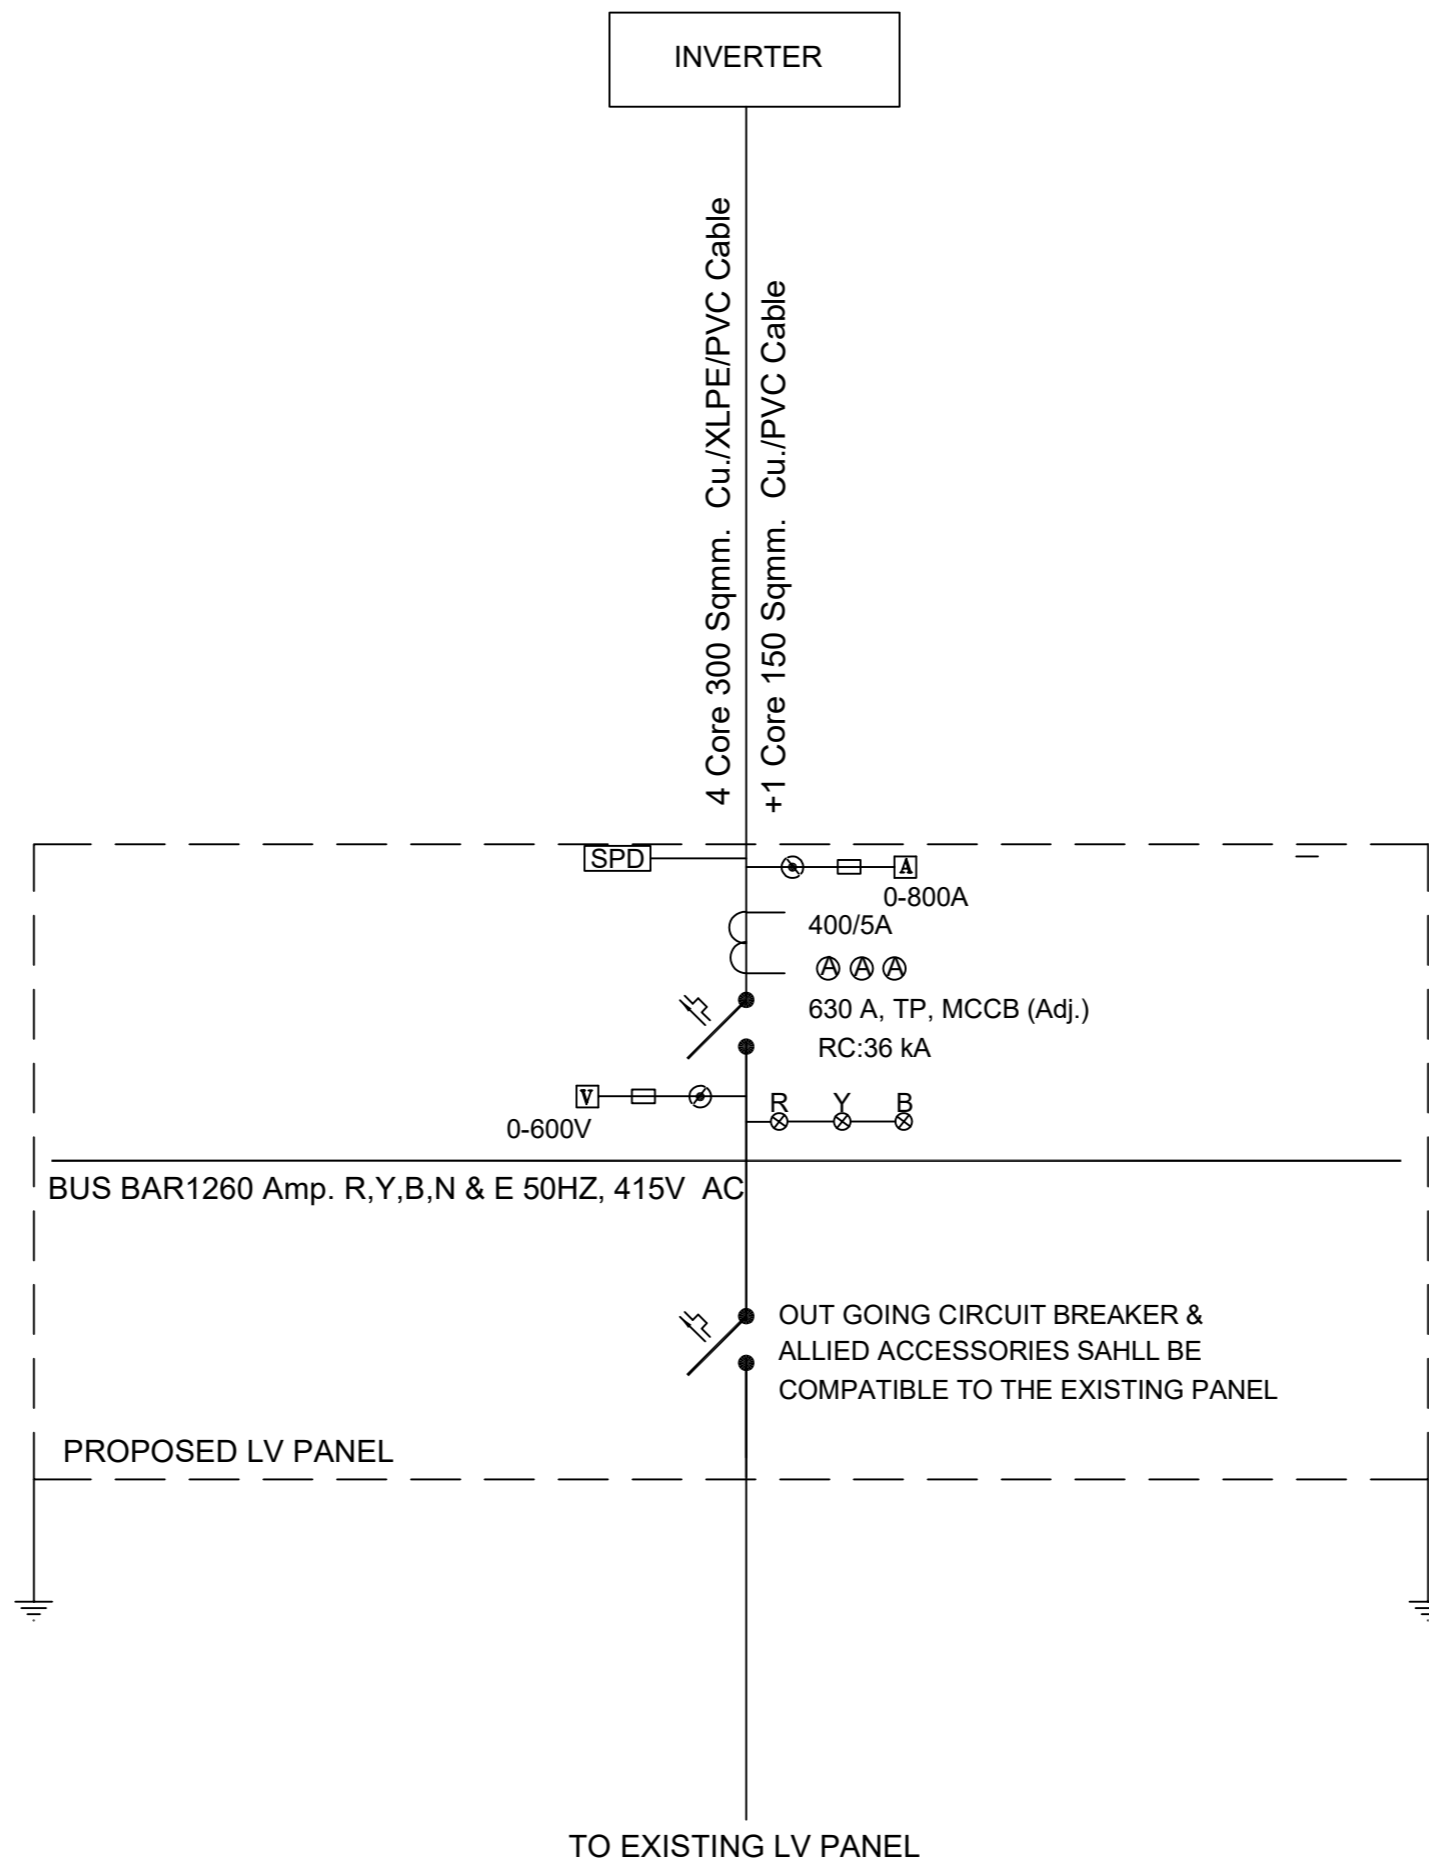 INVERTER
4 Core 300 Sqmm. Cu./XLPE/PVC Cable
+1 Core 150 Sqmm. Cu./PVC Cable
SPD
A
0-800A
400/5A
A A A
630 A, TP, MCCB (Adj.)
RC:36 kA
V
0-600V
R Y B
BUS BAR1260 Amp. R,Y,B,N & E 50HZ, 415V AC
OUT GOING CIRCUIT BREAKER &
ALLIED ACCESSORIES SAHLL BE
COMPATIBLE TO THE EXISTING PANEL
PROPOSED LV PANEL
TO EXISTING LV PANEL